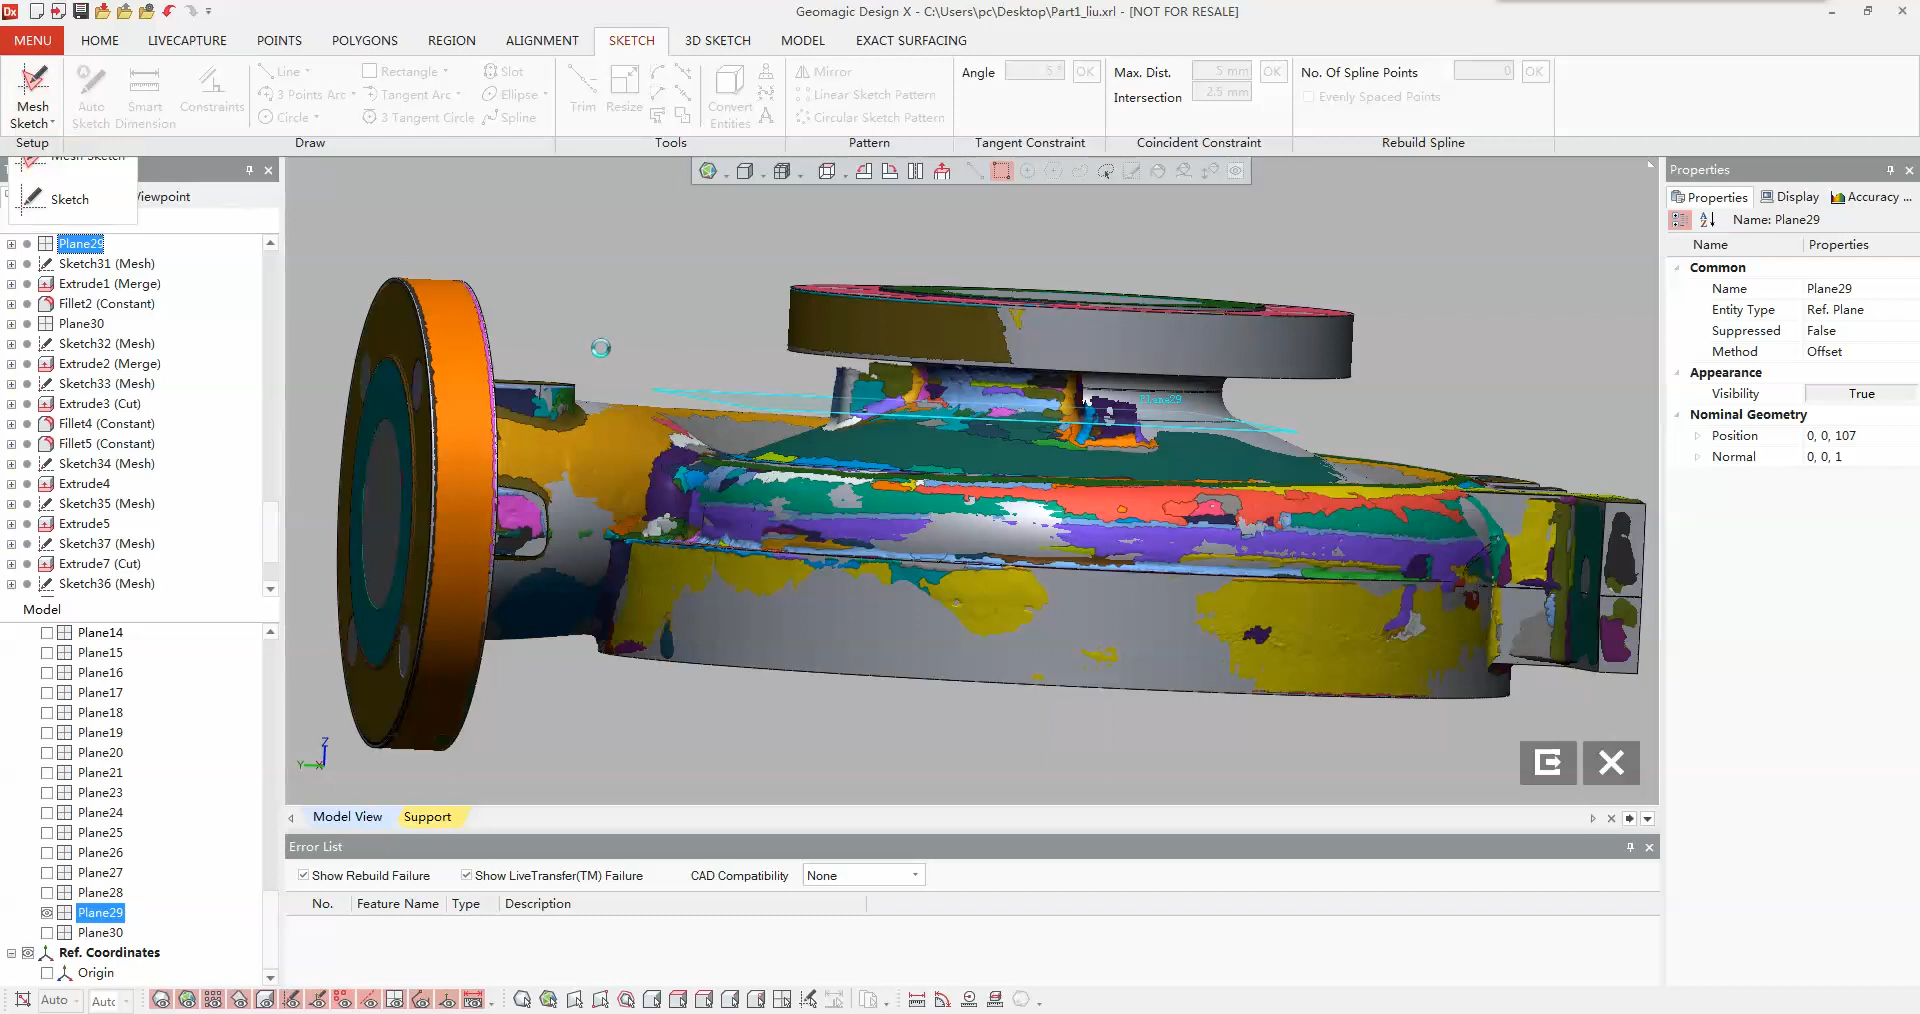 Dx
Geomagic Design X - C:\Users\pc\Desktop\Part1_liu.xrl - [NOT FOR RESALE]
MENU HOME LIVECAPTURE POINTS POLYGONS REGION ALIGNMENT SKETCH 3D SKETCH MODEL EXACT SURFACING
Mesh Sketch
Auto Sketch
Smart Dimension
Constraints
Line
3 Points Arc
Circle
Rectangle
Tangent Arc
3 Tangent Circle
Slot
Ellipse
Spline
Trim
Resize
Convert Entities
Mirror
Linear Sketch Pattern
Circular Sketch Pattern
Angle 5 ° OK
Max. Dist. 5 mm OK
Intersection 2.5 mm
No. Of Spline Points 0 OK
Evenly Spaced Points
Setup Draw Tools Pattern Tangent Constraint Coincident Constraint Rebuild Spline
Mesh Sketch
Sketch
Viewpoint
Plane29
Sketch31 (Mesh)
Extrude1 (Merge)
Fillet2 (Constant)
Plane30
Sketch32 (Mesh)
Extrude2 (Merge)
Sketch33 (Mesh)
Extrude3 (Cut)
Fillet4 (Constant)
Fillet5 (Constant)
Sketch34 (Mesh)
Extrude4
Sketch35 (Mesh)
Extrude5
Sketch37 (Mesh)
Extrude7 (Cut)
Sketch36 (Mesh)
Model
Plane14
Plane15
Plane16
Plane17
Plane18
Plane19
Plane20
Plane21
Plane23
Plane24
Plane25
Plane26
Plane27
Plane28
Plane29
Plane30
Ref. Coordinates
Origin
Plane29
Z
Y X
Model View Support
Error List
Show Rebuild Failure Show LiveTransfer(TM) Failure CAD Compatibility None
No. Feature Name Type Description
Properties
Properties Display Accuracy ...
Name: Plane29
Name Properties
Common
Name Plane29
Entity Type Ref. Plane
Suppressed False
Method Offset
Appearance
Visibility True
Nominal Geometry
Position 0, 0, 107
Normal 0, 0, 1
Auto Autc